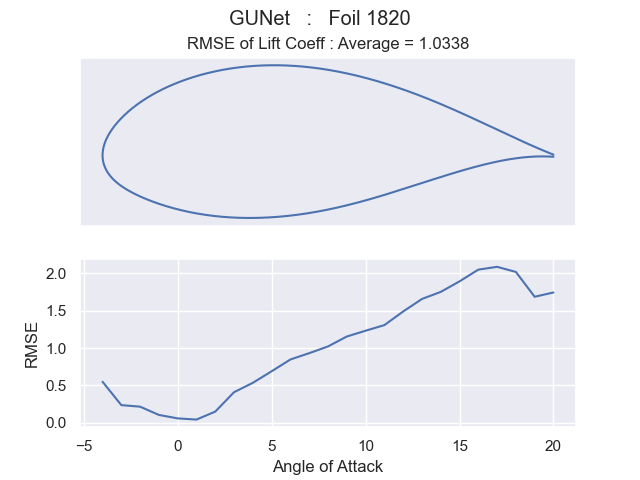 GUNet   :   Foil 1820
RMSE of Lift Coeff : Average = 1.0338
2.0
1.5
1.0
0.5
0.0
RMSE
−5 0 5 10 15 20
Angle of Attack